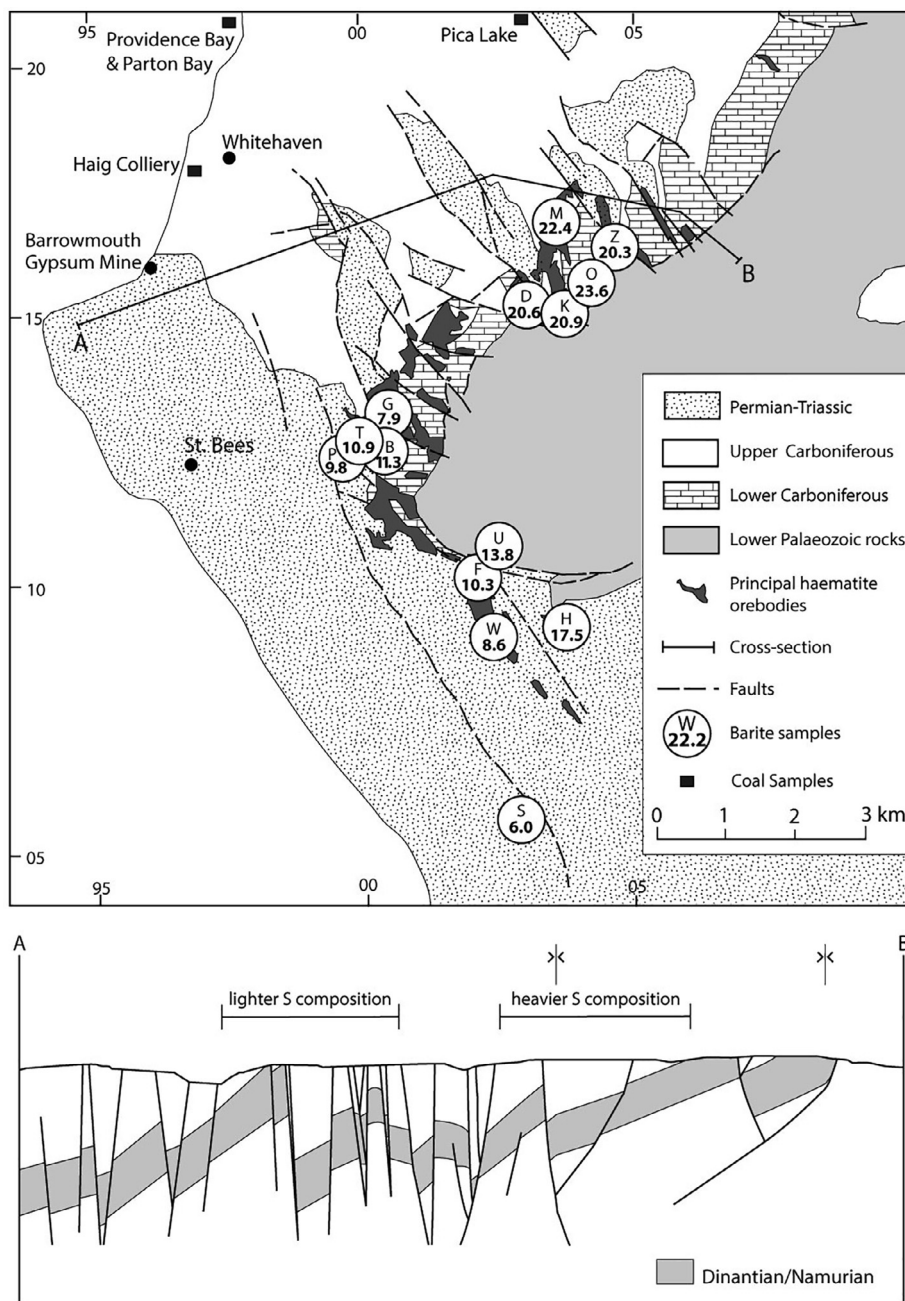 95
00
05
Providence Bay
& Parton Bay
Pica Lake
20
Whitehaven
Haig Colliery
M
22.4
Z
20.3
Barrowmouth
Gypsum Mine
O
23.6
B
D
20.6
K
20.9
15
A
G
7.9
T
10.9
B
11.3
P
9.8
St. Bees
U
13.8
F
10.3
10
H
17.5
W
8.6
S
6.0
05
95
00
05
Permian-Triassic
Upper Carboniferous
Lower Carboniferous
Lower Palaeozoic rocks
Principal haematite
orebodies
Cross-section
Faults
W
22.2
Barite samples
Coal Samples
0 1 2 3 km
A
B
lighter S composition
heavier S composition
Dinantian/Namurian